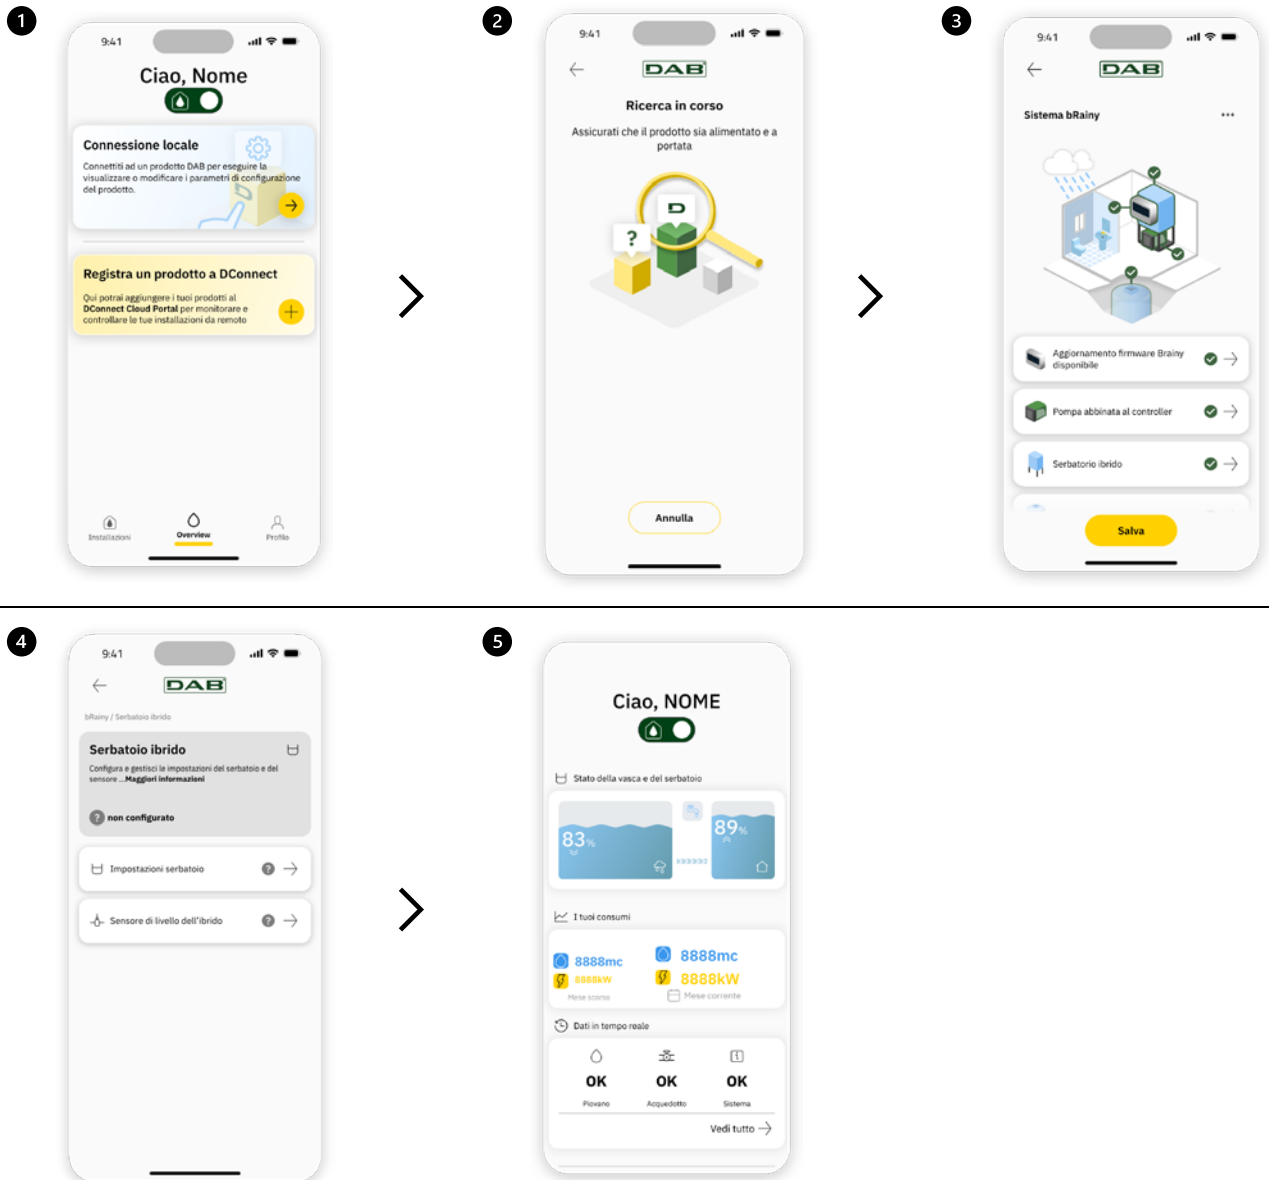 1
9:41
Ciao, Nome
Connessione locale
Connettiti ad un prodotto DAB per eseguire la
visualizzare o modificare i parametri di configurazione
del prodotto.
Registra un prodotto a DConnect
Qui potrai aggiungere i tuoi prodotti al
DConnect Cloud Portal per monitorare e
controllare le tue installazioni da remoto
Installazioni
Overview
Profilo
2
9:41
DAB
Ricerca in corso
Assicurati che il prodotto sia alimentato e a
portata
D
?
Annulla
3
9:41
DAB
Sistema bRainy
Aggiornamento firmware Brainy
disponibile
Pompa abbinata al controller
Serbatorio ibrido
Salva
4
9:41
DAB
bRainy / Serbatoio ibrido
Serbatoio ibrido
Configura e gestisci le impostazioni del serbatoio e del
sensore ...Maggiori informazioni
? non configurato
Impostazioni serbatoio ?
Sensore di livello dell'ibrido ?
5
Ciao, NOME
Stato della vasca e del serbatoio
83%
89%
I tuoi consumi
8888mc
8888kW
Mese scorso
8888mc
8888kW
Mese corrente
Dati in tempo reale
OK OK OK
Piovano Acquedotto Sistema
Vedi tutto